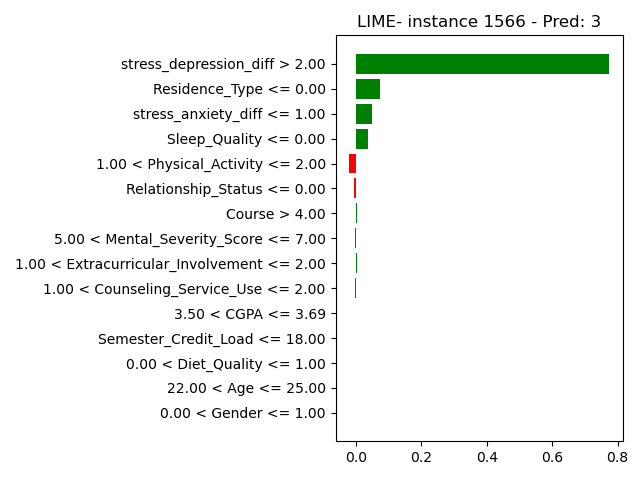 LIME- instance 1566 - Pred: 3
stress_depression_diff > 2.00
Residence_Type <= 0.00
stress_anxiety_diff <= 1.00
Sleep_Quality <= 0.00
1.00 < Physical_Activity <= 2.00
Relationship_Status <= 0.00
Course > 4.00
5.00 < Mental_Severity_Score <= 7.00
1.00 < Extracurricular_Involvement <= 2.00
1.00 < Counseling_Service_Use <= 2.00
3.50 < CGPA <= 3.69
Semester_Credit_Load <= 18.00
0.00 < Diet_Quality <= 1.00
22.00 < Age <= 25.00
0.00 < Gender <= 1.00
0.0 0.2 0.4 0.6 0.8